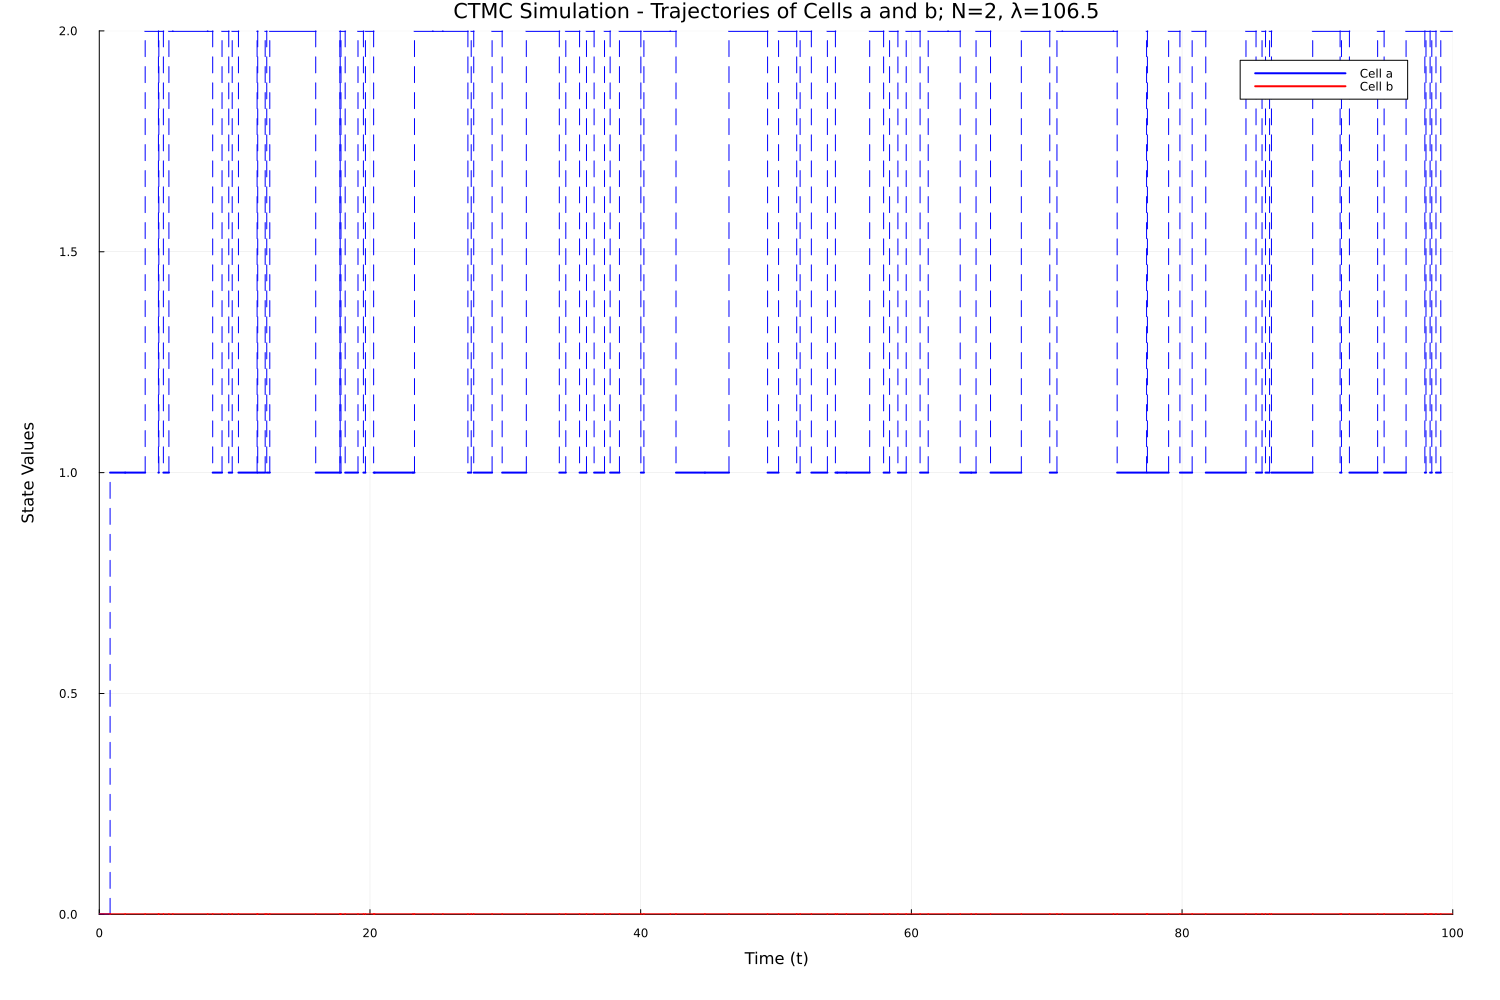 CTMC Simulation - Trajectories of Cells a and b; N=2, λ=106.5
2.0
Cell a
Cell b
1.5
1.0
State Values
0.5
0.0
0 20 40 60 80 100
Time (t)